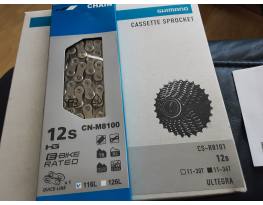 CHAIN
SHIMANO
CASSETTE SPROCKET
CN-M8100
12s
HG
E-BIKE
RATED
QUICK-LINK
116L 126L
CS-R8101
12s
11-30T 11-34T
ULTEGRA